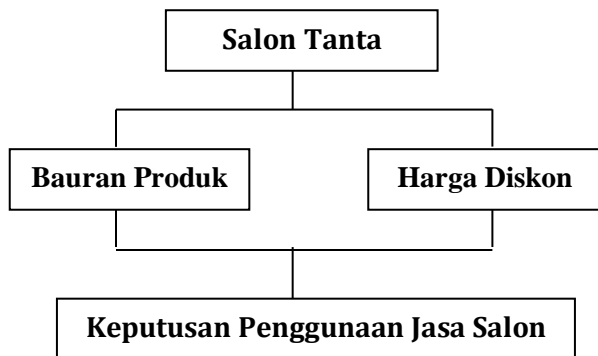 Salon Tanta
Bauran Produk
Harga Diskon
Keputusan Penggunaan Jasa Salon